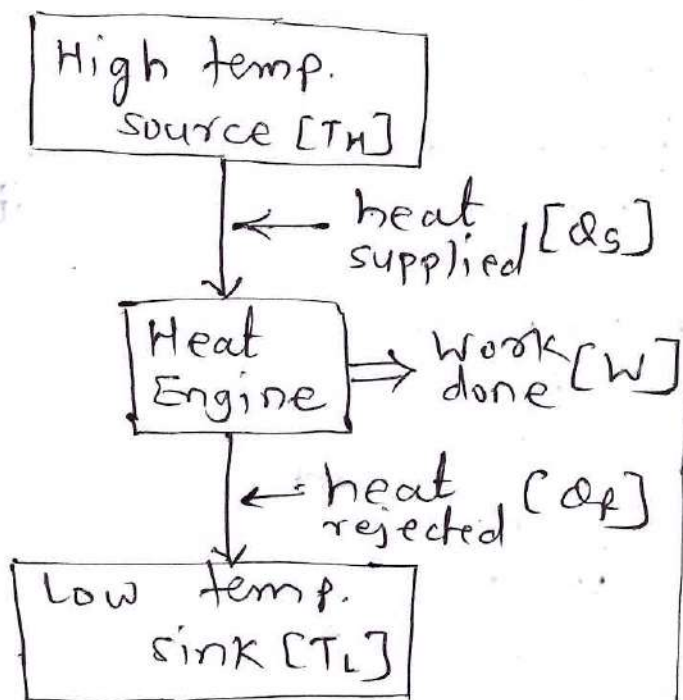 High temp.
source [TH]
heat
supplied [QS]
Heat
Engine
Work
done [W]
heat
rejected [QR]
Low temp.
sink [TL]